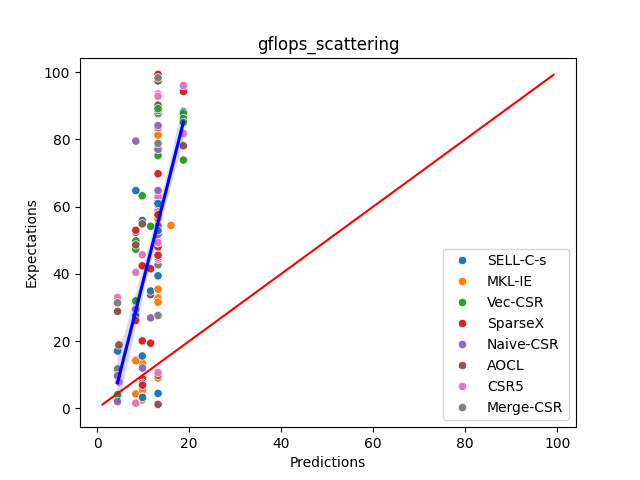 gflops_scattering
Expectations
100
80
60
40
20
0
0 20 40 60 80 100
Predictions
SELL-C-s
MKL-IE
Vec-CSR
SparseX
Naive-CSR
AOCL
CSR5
Merge-CSR